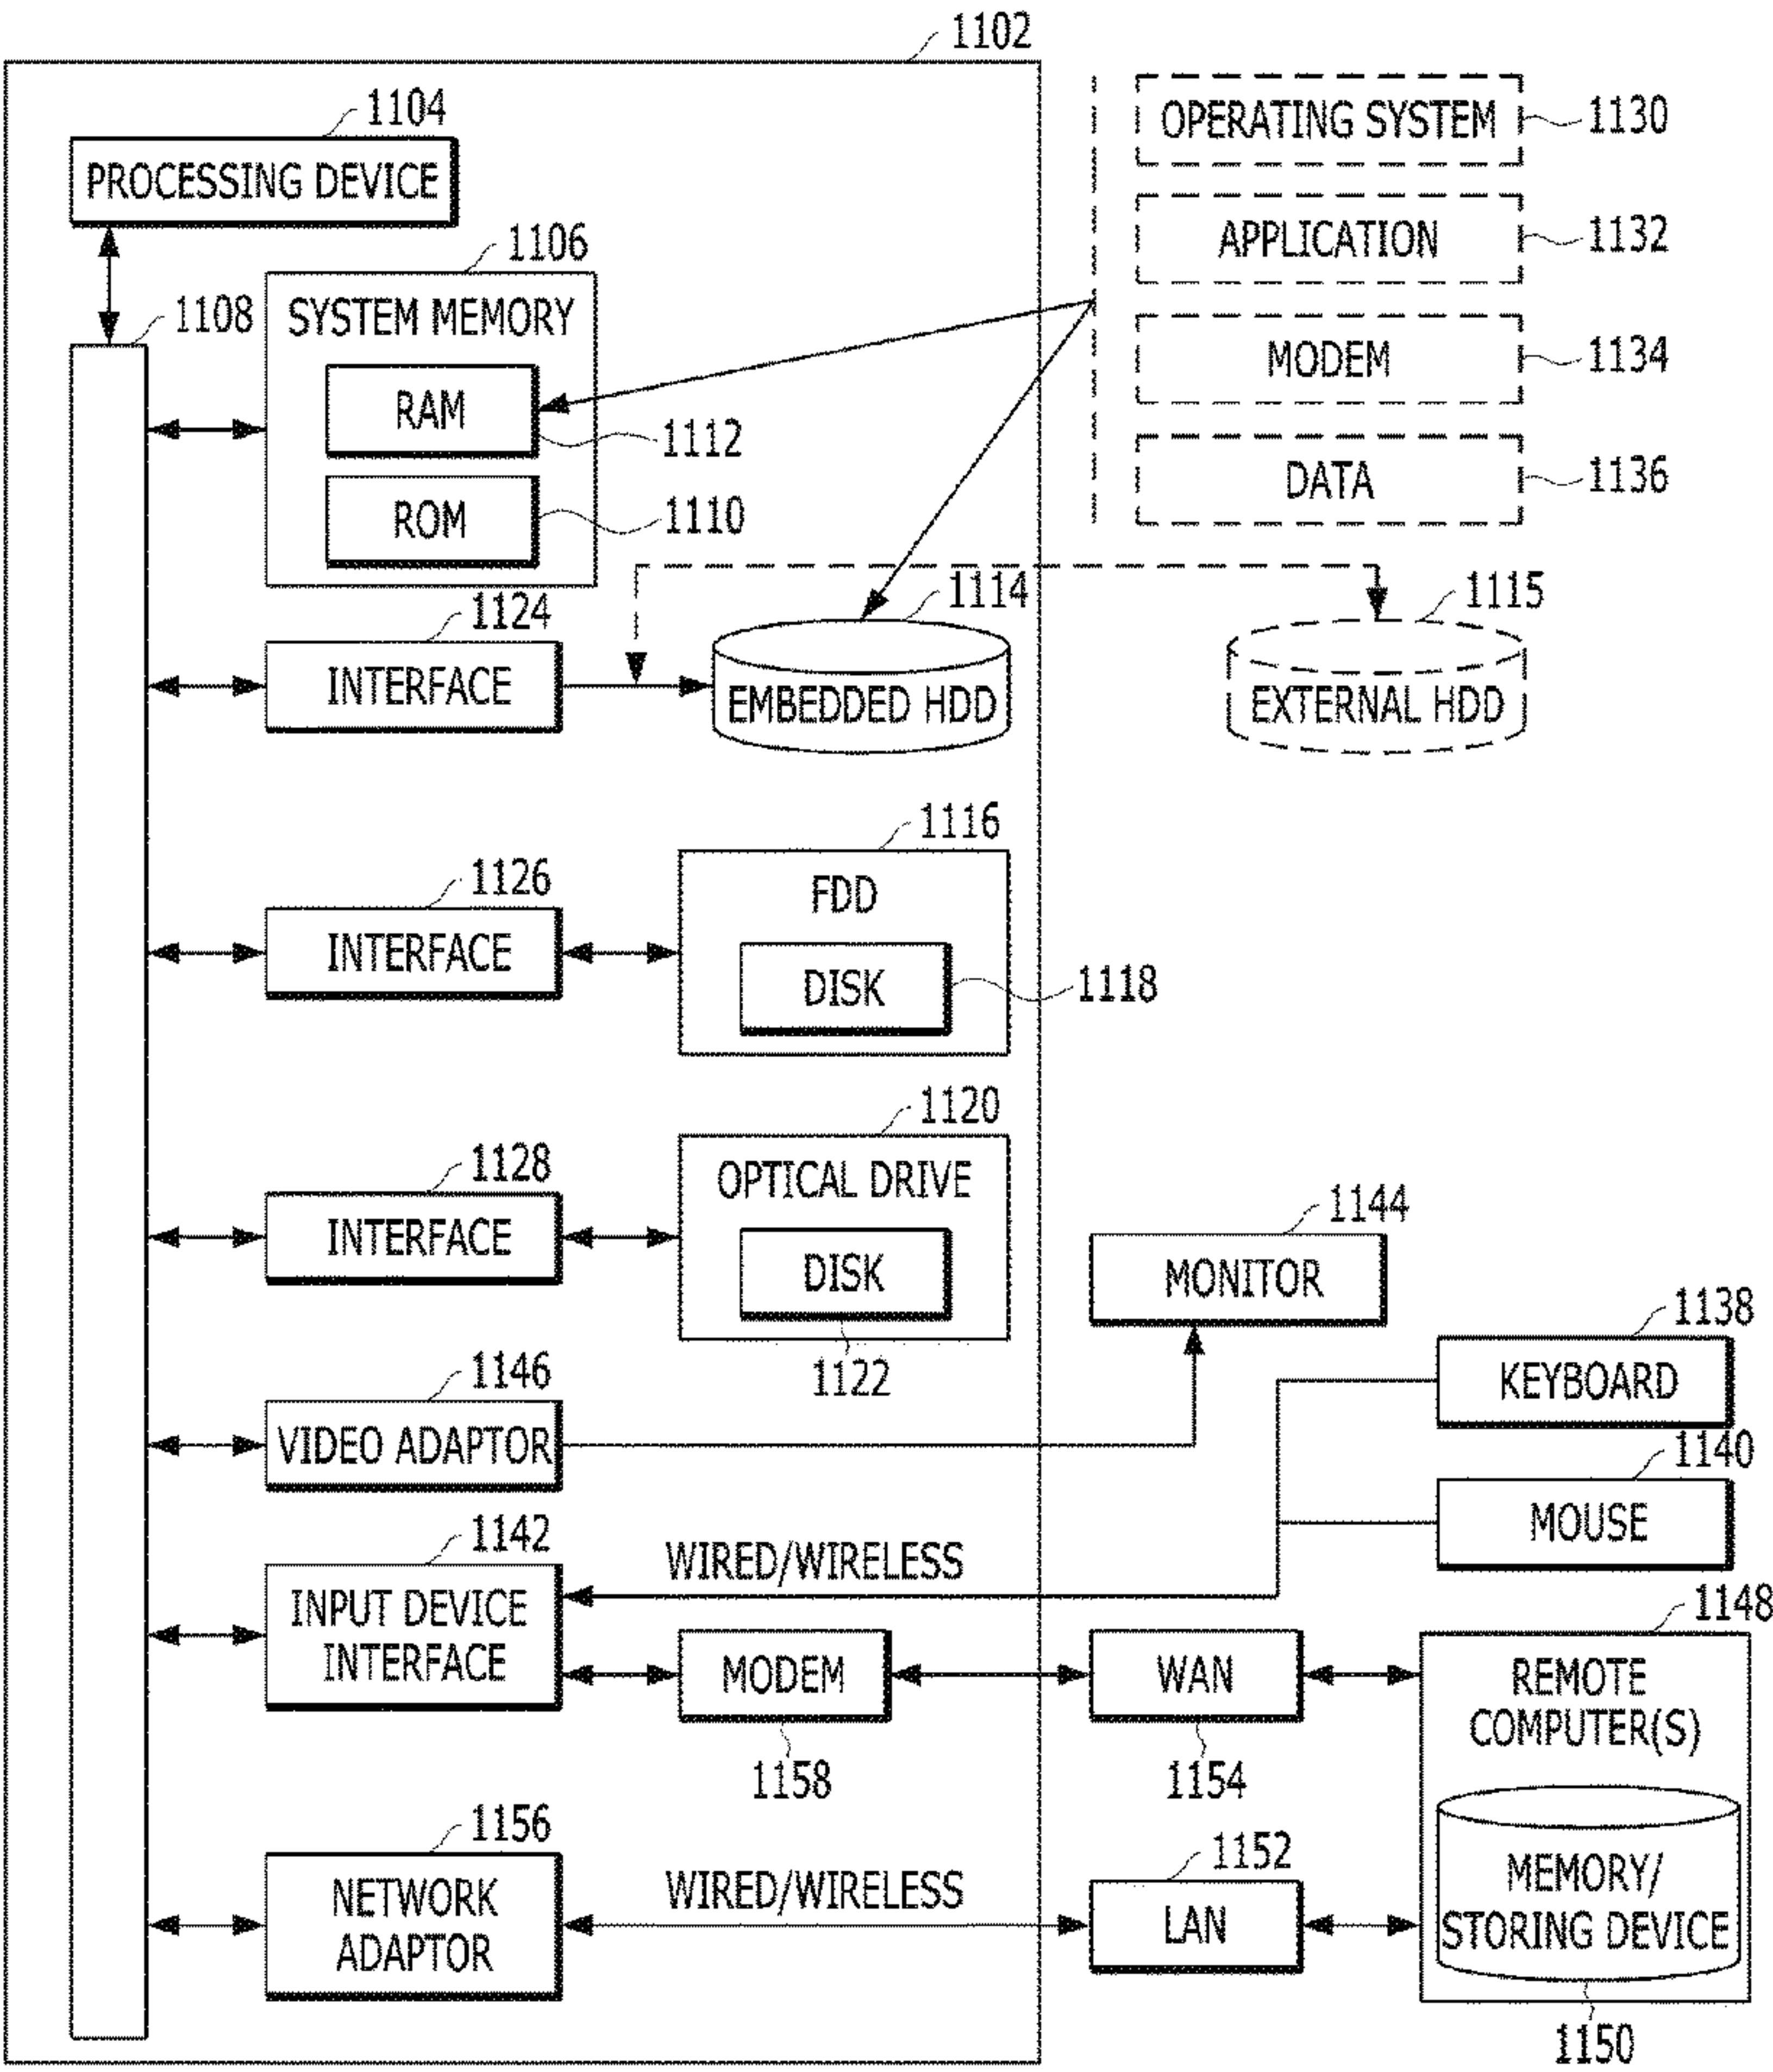 1102
1104
PROCESSING DEVICE
OPERATING SYSTEM
1130
APPLICATION
1132
MODEM
1134
DATA
1136
1106
SYSTEM MEMORY
1108
RAM
1112
ROM
1110
1124
INTERFACE
1114
EMBEDDED HDD
1115
EXTERNAL HDD
1116
FDD
1126
INTERFACE
DISK
1118
1120
OPTICAL DRIVE
1128
INTERFACE
DISK
1122
1144
MONITOR
1138
KEYBOARD
1146
VIDEO ADAPTOR
1140
MOUSE
1142
INPUT DEVICE
INTERFACE
WIRED/WIRELESS
MODEM
1158
WAN
1154
1148
REMOTE
COMPUTER(S)
MEMORY/
STORING DEVICE
1150
1156
NETWORK
ADAPTOR
WIRED/WIRELESS
1152
LAN